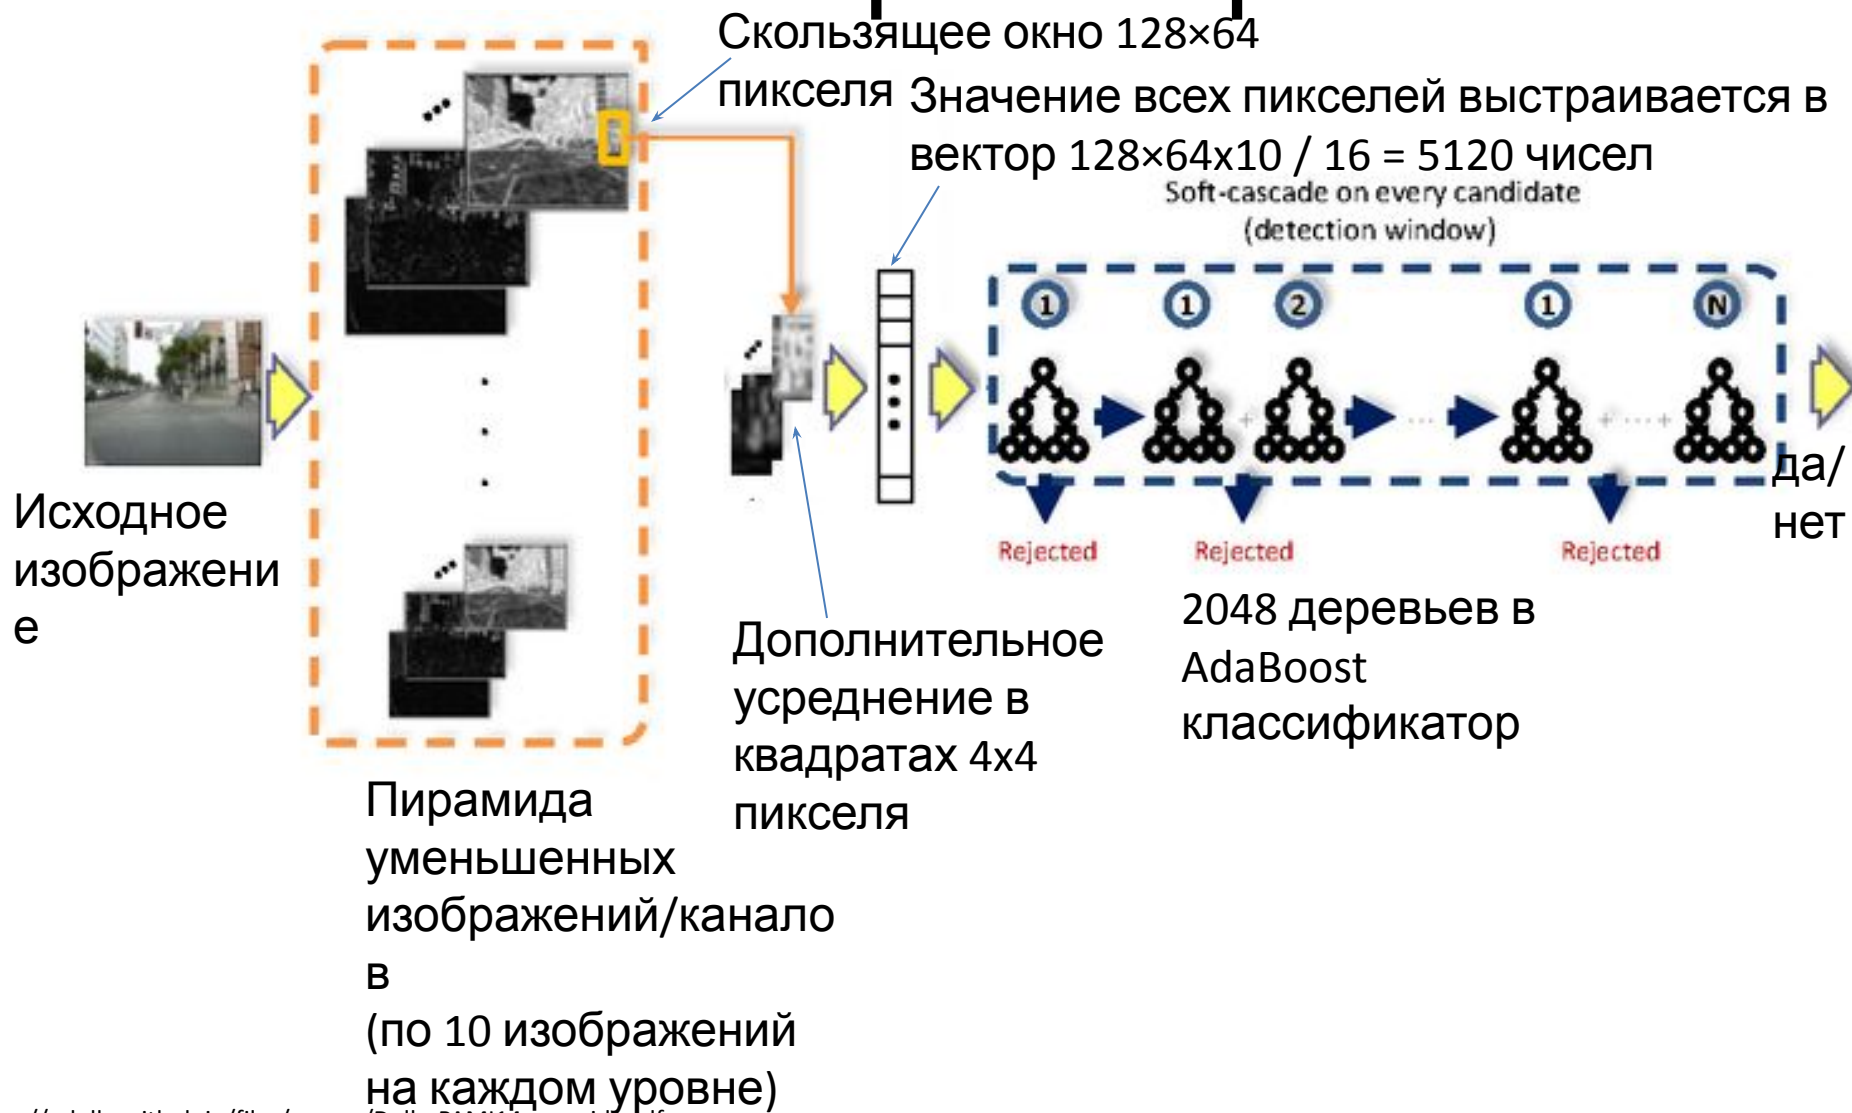 Скользящее окно 128×64
пикселя
Значение всех пикселей выстраивается в
вектор 128×64x10 / 16 = 5120 чисел
Soft-cascade on every candidate
(detection window)
1
1
2
1
N
+
...
+ ... +
Rejected
Rejected
Rejected
да/
нет
Исходное
изображени
е
2048 деревьев в
AdaBoost
классификатор
Дополнительное
усреднение в
квадратах 4x4
пикселя
Пирамида
уменьшенных
изображений/канало
в
(по 10 изображений
на каждом уровне)